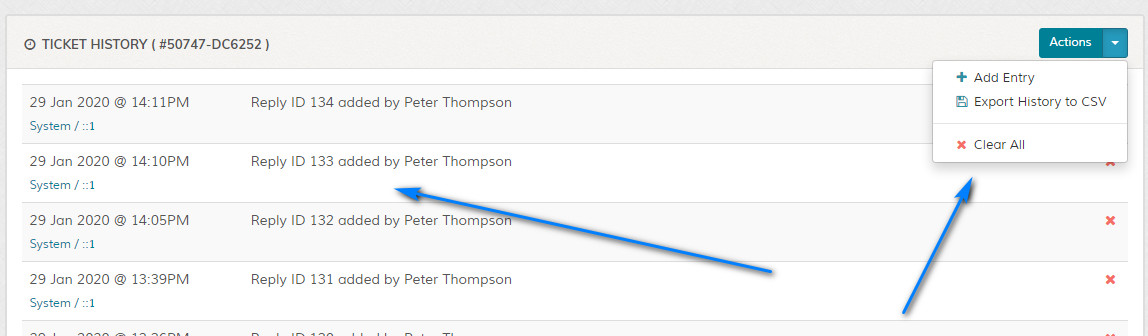 TICKET HISTORY ( #50747-DC6252 )
Actions
Add Entry
Export History to CSV
Clear All
29 Jan 2020 @ 14:11PM Reply ID 134 added by Peter Thompson
System / ::1
29 Jan 2020 @ 14:10PM Reply ID 133 added by Peter Thompson
System / ::1
29 Jan 2020 @ 14:05PM Reply ID 132 added by Peter Thompson
System / ::1
29 Jan 2020 @ 13:39PM Reply ID 131 added by Peter Thompson
System / ::1